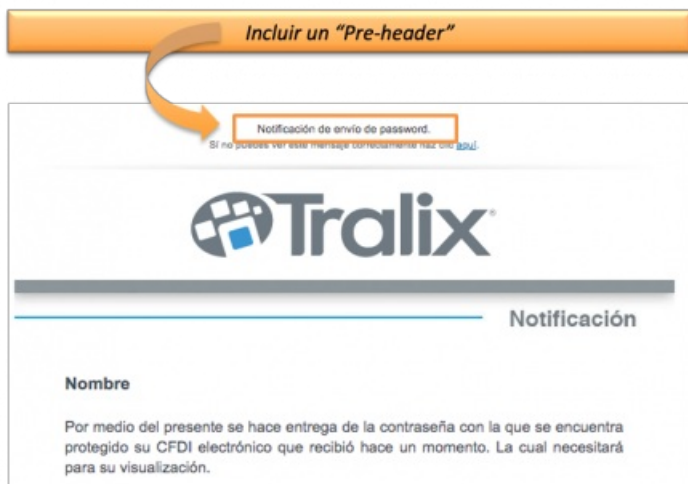 Incluir un “Pre-header”
Notificación de envío de password.
Si no puedes ver este mensaje correctamente haz clic aquí.
Tralix
Notificación
Nombre
Por medio del presente se hace entrega de la contraseña con la que se encuentra
protegido su CFDI electrónico que recibió hace un momento. La cual necesitará
para su visualización.